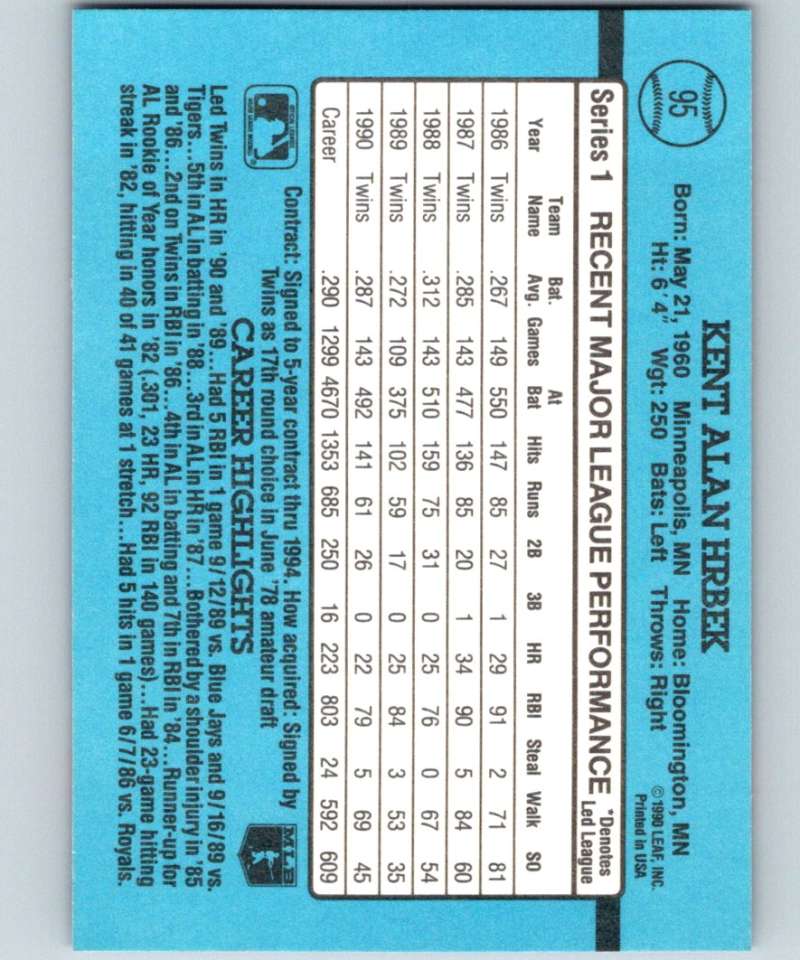 95
KENT ALAN HRBEK
Born: May 21, 1960 Minneapolis, MN Home: Bloomington, MN
Ht: 6'4" Wgt: 250 Bats: Left Throws: Right
©1990 LEAF, INC.
Printed in USA
Series 1 RECENT MAJOR LEAGUE PERFORMANCE *Denotes Led League
Year Team Name Bat. Avg. Games At Bat Hits Runs 2B 3B HR RBI Steal Walk SO
1986 Twins .267 149 550 147 85 27 1 29 91 2 71 81
1987 Twins .285 143 477 136 85 20 1 34 90 5 84 60
1988 Twins .312 143 510 159 75 31 0 25 76 0 67 54
1989 Twins .272 109 375 102 59 17 0 25 84 3 53 35
1990 Twins .287 143 492 141 61 26 0 22 79 5 69 45
Career .290 1299 4670 1353 685 250 16 223 803 24 592 609
Contract: Signed to 5-year contract thru 1994. How acquired: Signed by
Twins as 17th round choice in June '78 amateur draft
MLB
CAREER HIGHLIGHTS
Led Twins in HR in '90 and '89...Had 5 RBI in 1 game 9/12/89 vs. Blue Jays and 9/16/89 vs.
Tigers...5th in AL in batting in '88...3rd in AL in HR in '87...Bothered by a shoulder injury in '85
and '86...2nd on Twins in RBI in '86...4th in AL in batting and 7th in RBI in '84...Runner-up for
AL Rookie of Year honors in '82 (.301, 23 HR, 92 RBI in 140 games)...Had 23-game hitting
streak in '82, hitting in 40 of 41 games at 1 stretch...Had 5 hits in 1 game 6/7/86 vs. Royals.